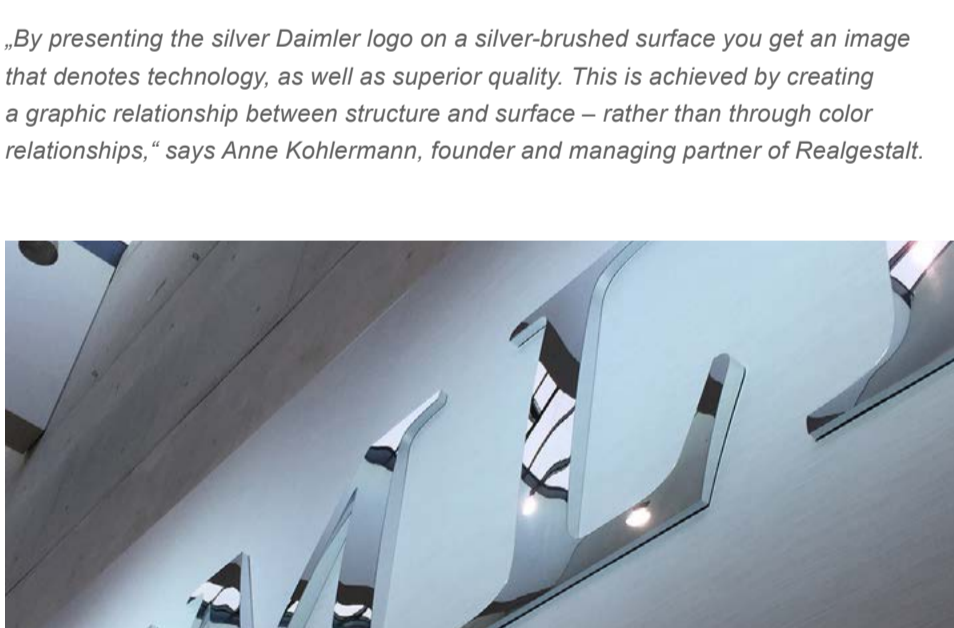 „By presenting the silver Daimler logo on a silver-brushed surface you get an image
that denotes technology, as well as superior quality. This is achieved by creating
a graphic relationship between structure and surface – rather than through color
relationships,“ says Anne Kohlermann, founder and managing partner of Realgestalt.
ML